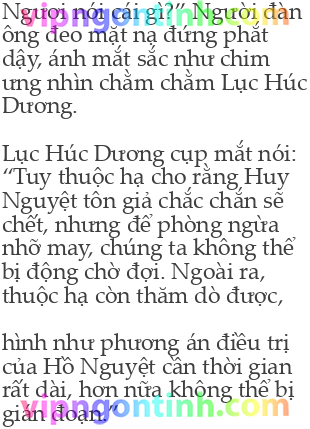 Ngươi nói cái gì?” Người đàn
ông đeo mặt nạ đứng phắt
dậy, ánh mắt sắc như chim
ưng nhìn chằm chằm Lục Húc
Dương.
Lục Húc Dương cụp mắt nói:
“Tuy thuộc hạ cho rằng Huy
Nguyệt tôn giả chắc chắn sẽ
chết, nhưng để phòng ngừa
nhỡ may, chúng ta không thể
bị động chờ đợi. Ngoài ra,
thuộc hạ còn thăm dò được,
hình như phương án điều trị
của Hồ Nguyệt cần thời gian
rất dài, hơn nữa không thể bị
gián đoạn.”
vipngontinh.com
vipngontinh.com